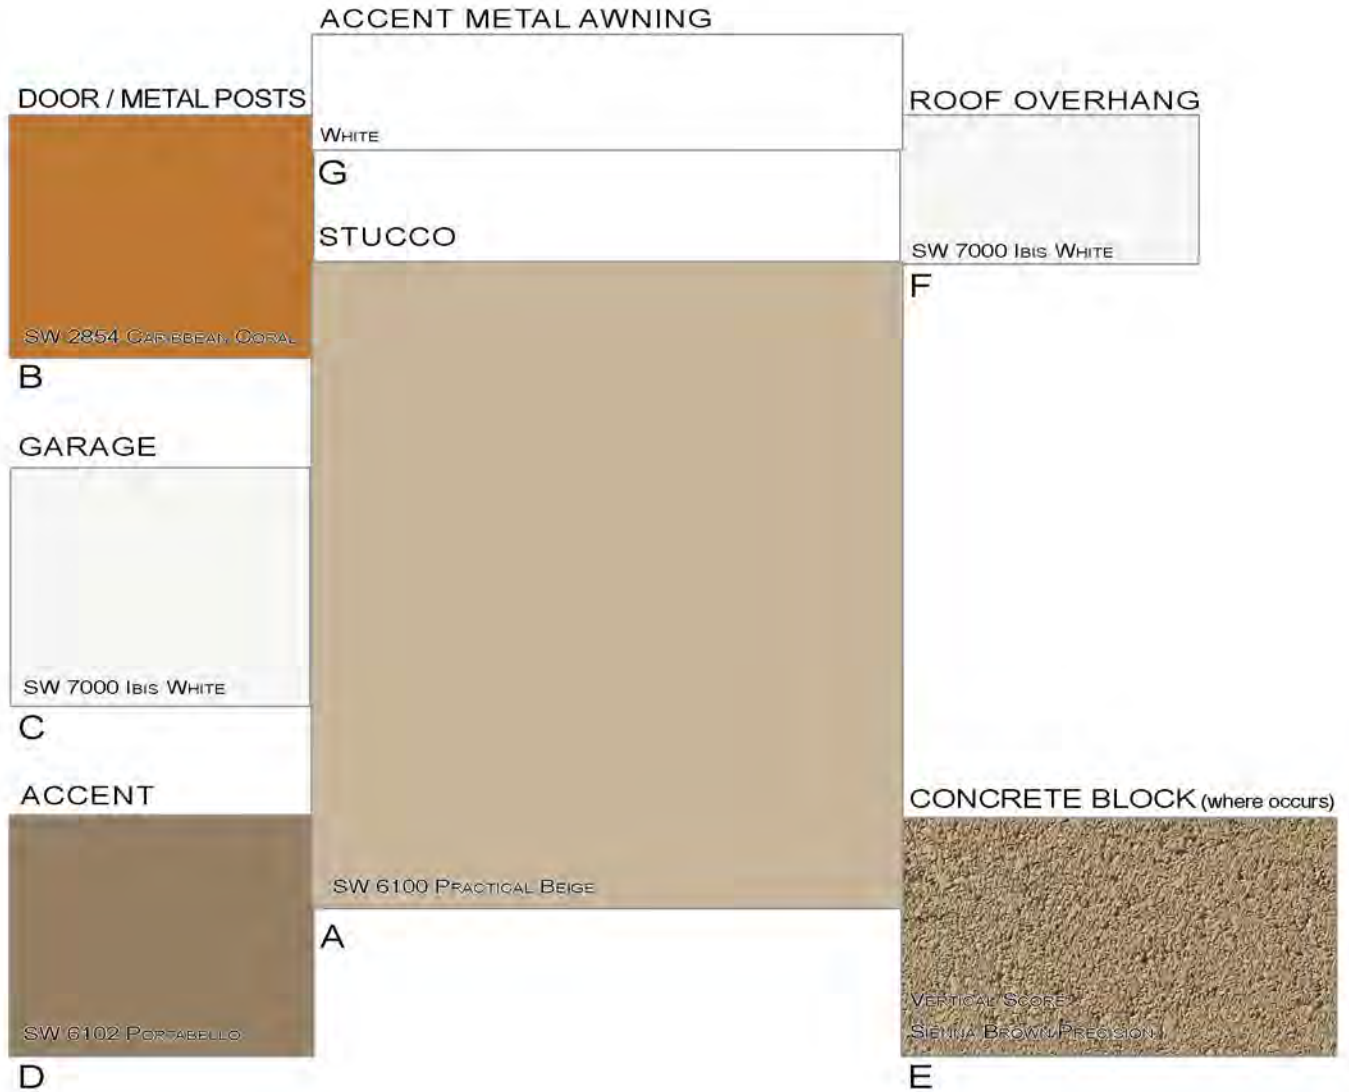 ACCENT METAL AWNING
WHITE
G
DOOR / METAL POSTS
SW 2854 CARIBBEAN CORAL
B
ROOF OVERHANG
SW 7000 IBIS WHITE
F
STUCCO
SW 6100 PRACTICAL BEIGE
A
GARAGE
SW 7000 IBIS WHITE
C
ACCENT
SW 6102 PORTABELLO
D
CONCRETE BLOCK (where occurs)
VERTICAL SCORE
SIENNA BROWN PRECISION
E